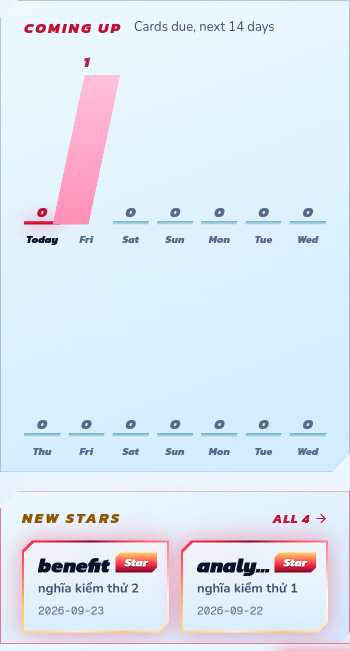 COMING UP Cards due, next 14 days
1
0 0 0 0 0 0
Today Fri Sat Sun Mon Tue Wed
0 0 0 0 0 0 0
Thu Fri Sat Sun Mon Tue Wed
NEW STARS ALL 4 →
benefit Star analy... Star
nghĩa kiểm thử 2 nghĩa kiểm thử 1
2026-09-23 2026-09-22